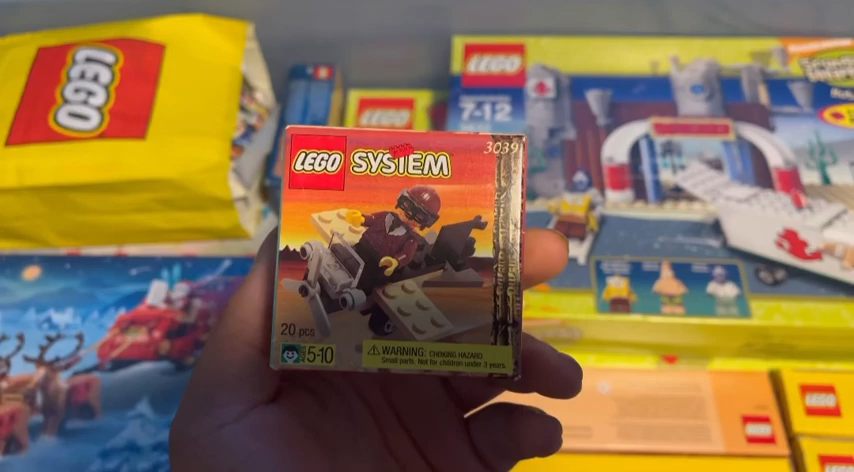 LEGO
LEGO
7-12
LEGO
LEGO SYSTEM
3039
20 pcs
5-10
WARNING: CHOKING HAZARD
Small parts. Not for children under 3 years.
LEGO